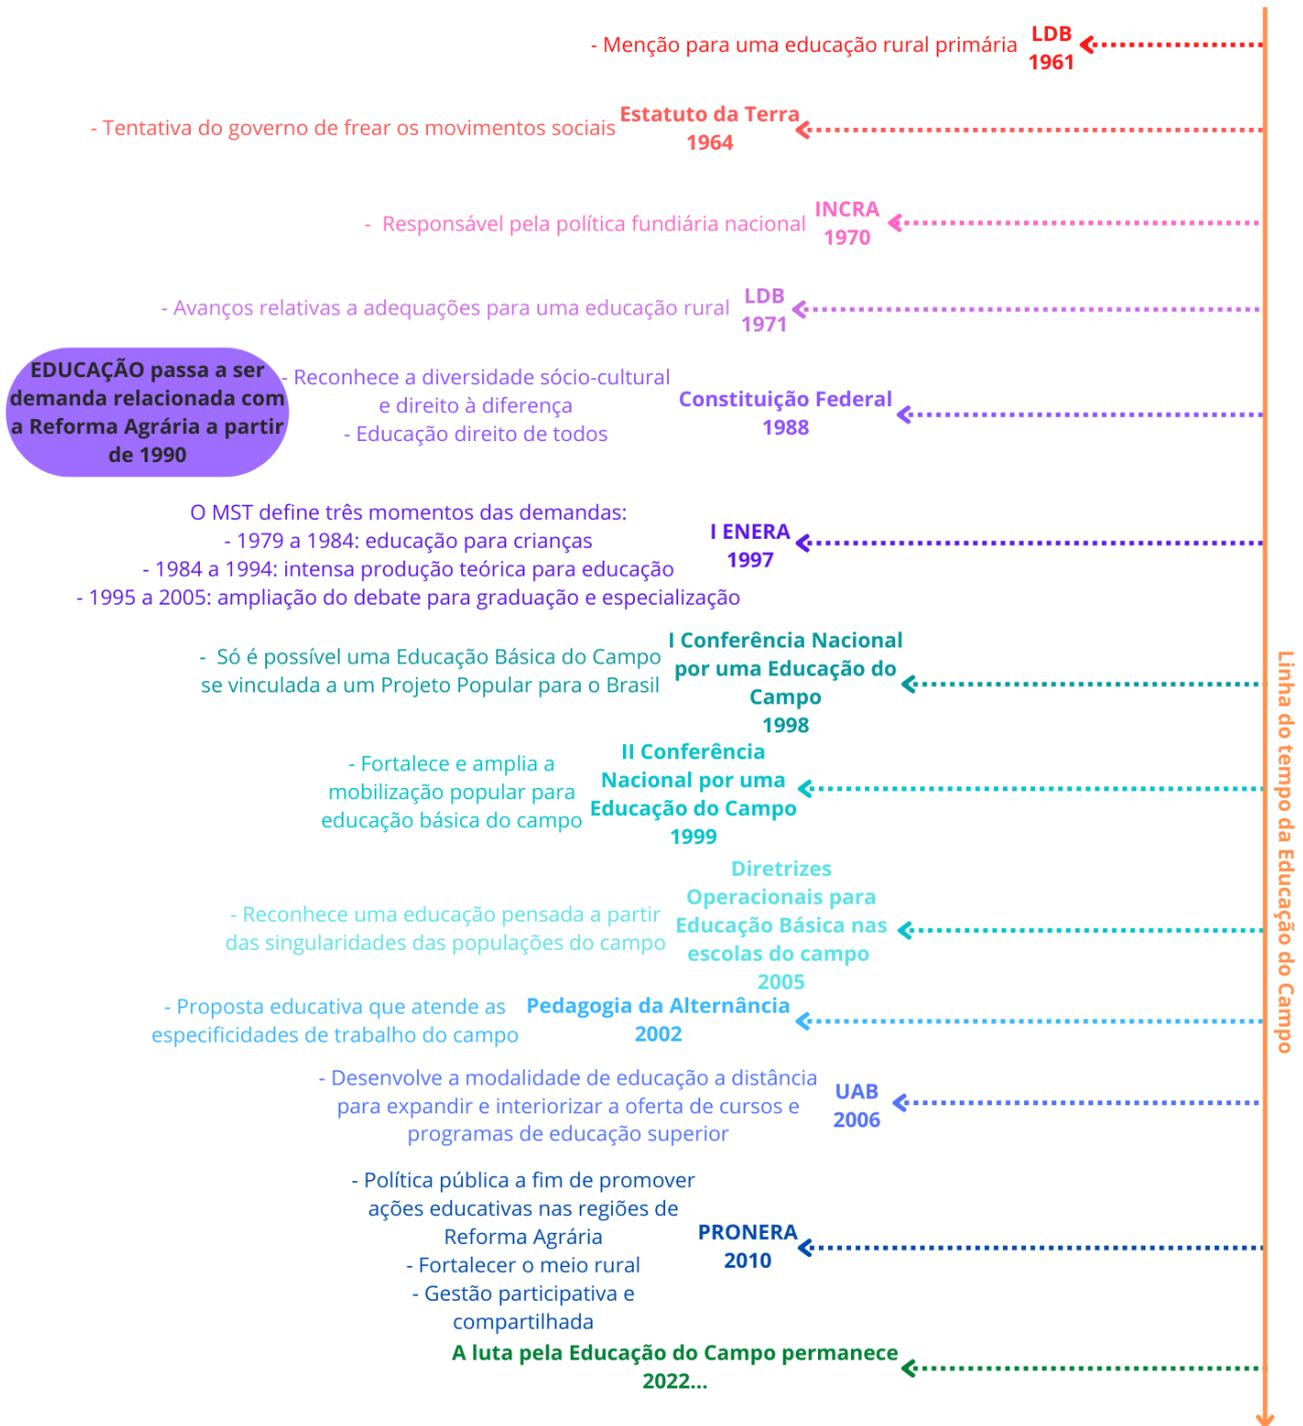 - Menção para uma educação rural primária
LDB
1961
- Tentativa do governo de frear os movimentos sociais
Estatuto da Terra
1964
- Responsável pela política fundiária nacional
INCRA
1970
- Avanços relativas a adequações para uma educação rural
LDB
1971
EDUCAÇÃO passa a ser
demanda relacionada com
a Reforma Agrária a partir
de 1990
- Reconhece a diversidade sócio-cultural
e direito à diferença
- Educação direito de todos
Constituição Federal
1988
O MST define três momentos das demandas:
- 1979 a 1984: educação para crianças
- 1984 a 1994: intensa produção teórica para educação
- 1995 a 2005: ampliação do debate para graduação e especialização
I ENERA
1997
- Só é possível uma Educação Básica do Campo
se vinculada a um Projeto Popular para o Brasil
I Conferência Nacional
por uma Educação do
Campo
1998
- Fortalece e amplia a
mobilização popular para
educação básica do campo
II Conferência
Nacional por uma
Educação do Campo
1999
- Reconhece uma educação pensada a partir
das singularidades das populações do campo
Diretrizes
Operacionais para
Educação Básica nas
escolas do campo
2005
- Proposta educativa que atende as
especificidades de trabalho do campo
Pedagogia da Alternância
2002
- Desenvolve a modalidade de educação a distância
para expandir e interiorizar a oferta de cursos e
programas de educação superior
UAB
2006
- Política pública a fim de promover
ações educativas nas regiões de
Reforma Agrária
- Fortalecer o meio rural
- Gestão participativa e
compartilhada
PRONERA
2010
A luta pela Educação do Campo permanece
2022...
Linha do tempo da Educação do Campo